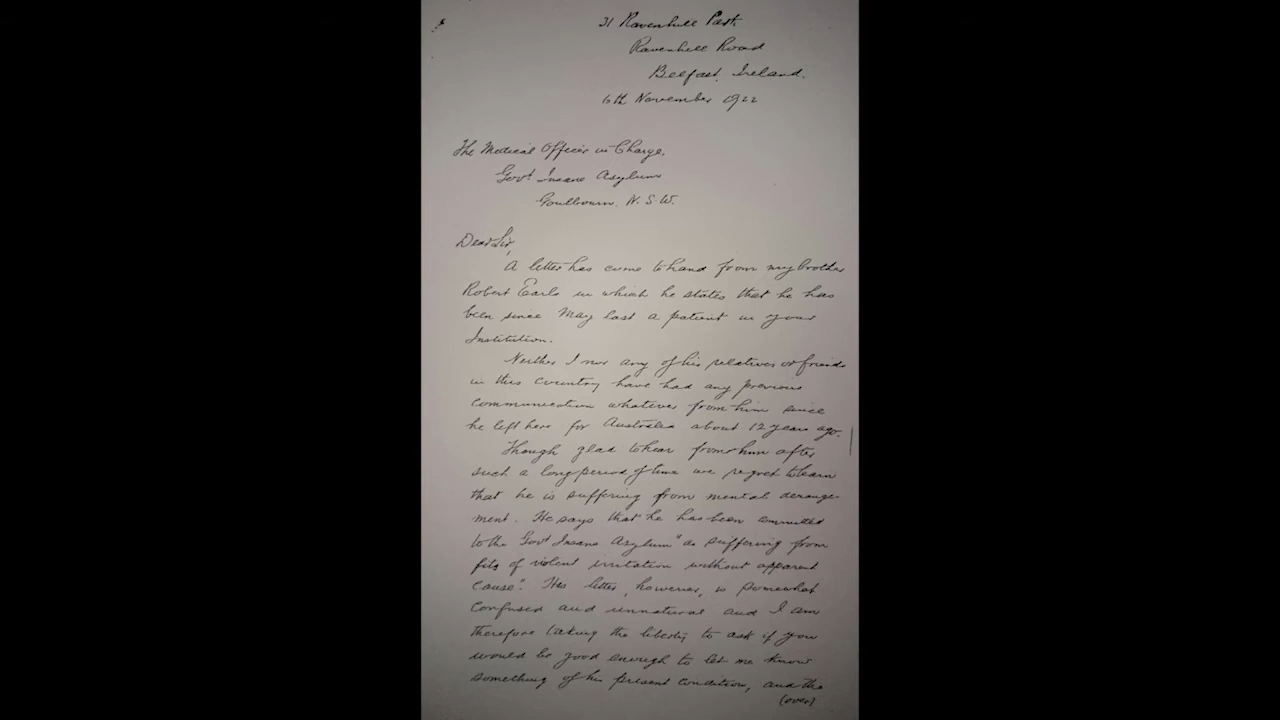 31 Ravenhill Park
Ravenhill Road
Belfast, Ireland.
10th November 1922
The Medical Officer in Charge,
Govt Insane Asylum
Goulbourn. N. S. W.
Dear Sir,
A letter has come to hand from my brother
Robert Earls in which he states that he has
been since May last a patient in your
Institution.
Neither I nor any of his relatives or friends
in this country have had any previous
communication whatever from him since
he left here for Australia about 12 years ago.
Though glad to hear from him after
such a long period of time we regret to learn
that he is suffering from mental derange-
ment. He says that he has been committed
to the Govt Insane Asylum "as suffering from
fits of violent irritation without apparent
cause". His letter, however, is somewhat
confused and unnatural and I am
therefore taking the liberty to ask if you
would be good enough to let me know
something of his present condition, and the
(over)